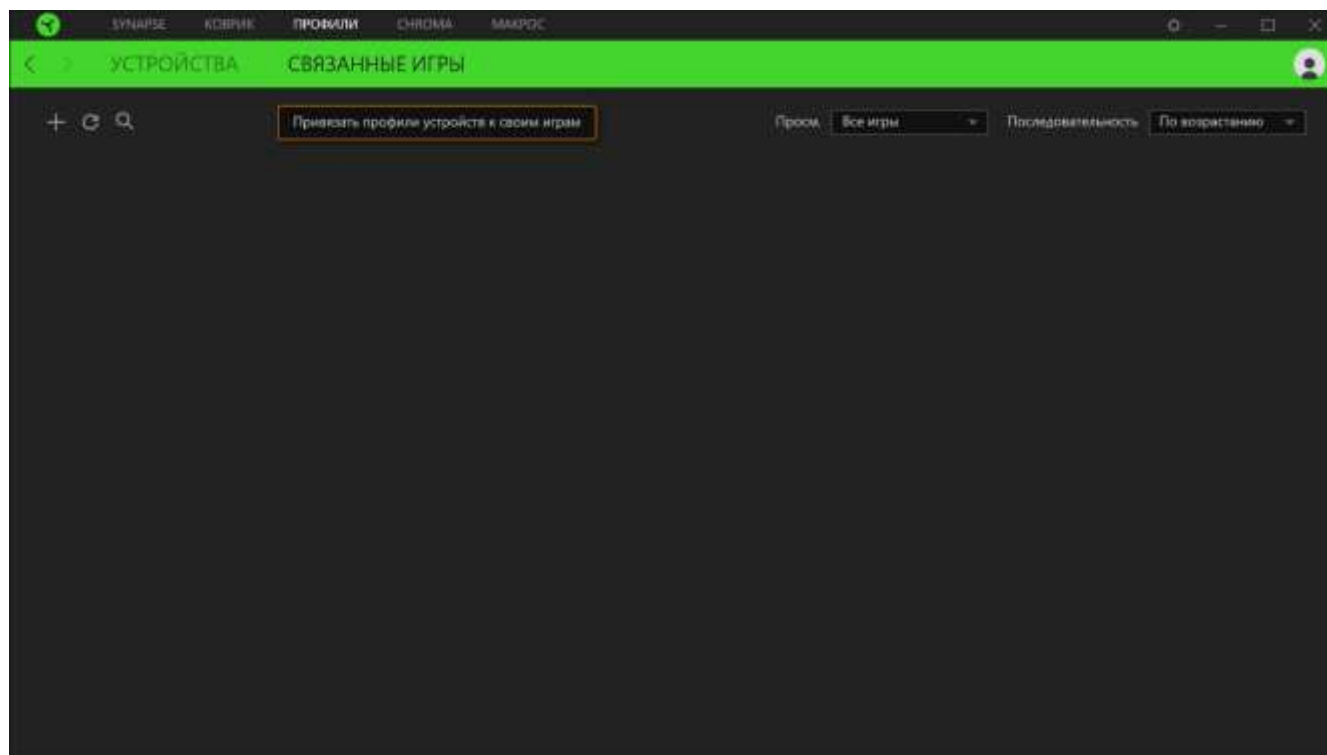 SYNAPSE КОВРИК ПРОФИЛИ CHROMA МАКРОС
УСТРОЙСТВА СВЯЗАННЫЕ ИГРЫ
Привязать профили устройств к своим играм Просм. Все игры Последовательность По возрастанию